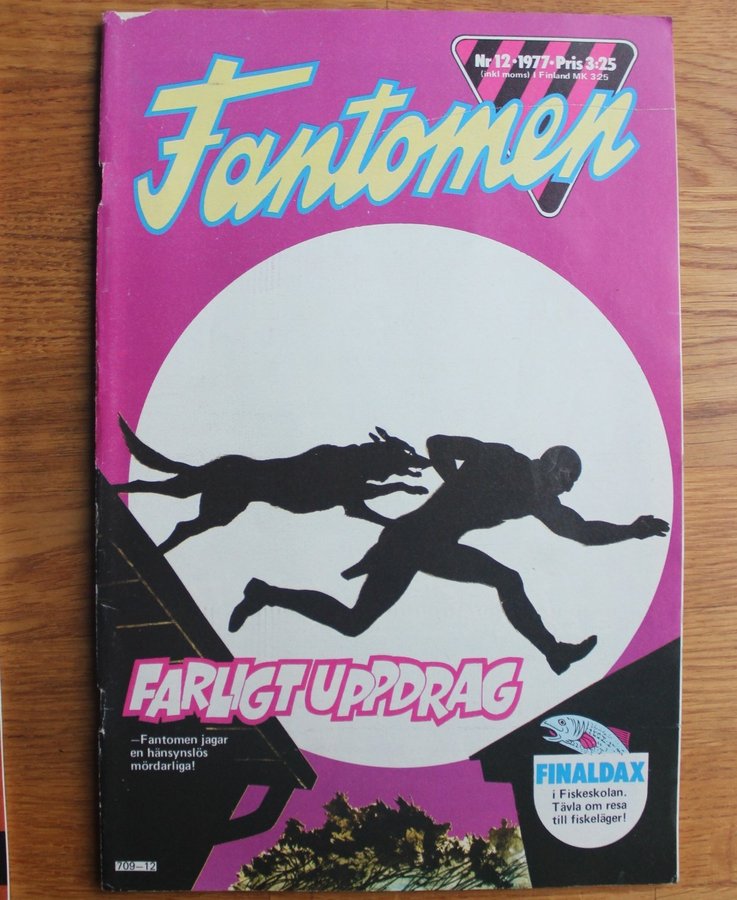 Nr 12•1977•Pris 3:25
(inkl moms) I Finland MK 3:25
Fantomen
FARLIGT UPPDRAG
—Fantomen jagar
en hänsynslös
mördarliga!
FINALDAX
i Fiskeskolan.
Tävla om resa
till fiskeläger!
709—12